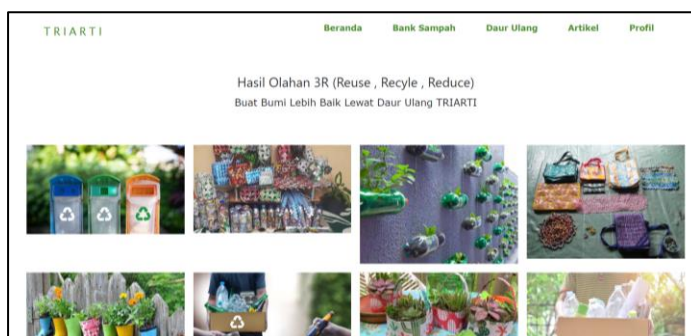 TRIARTI
Beranda Bank Sampah Daur Ulang Artikel Profil
Hasil Olahan 3R (Reuse , Recyle , Reduce)
Buat Bumi Lebih Baik Lewat Daur Ulang TRIARTI